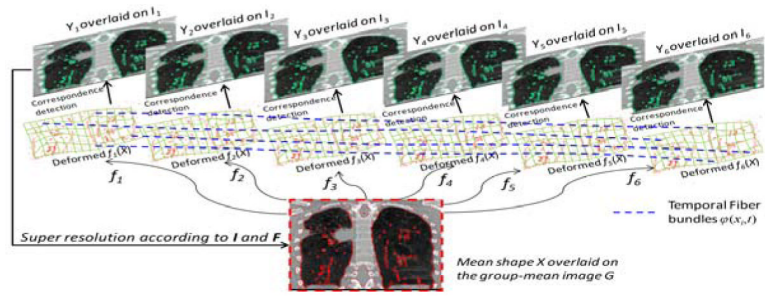 Y1 overlaid on I1
Y2 overlaid on I2
Y3 overlaid on I3
Y4 overlaid on I4
Y5 overlaid on I5
Y6 overlaid on I6
Correspondence detection
Correspondence detection
Correspondence detection
Correspondence detection
Correspondence detection
Correspondence detection
Deformed f1(X)
Deformed f2(X)
Deformed f3(X)
Deformed f4(X)
Deformed f5(X)
Deformed f6(X)
f1
f2
f3
f4
f5
f6
Temporal Fiber
bundles φ(xi,t)
Super resolution according to I and F
Mean shape X overlaid on
the group-mean image G